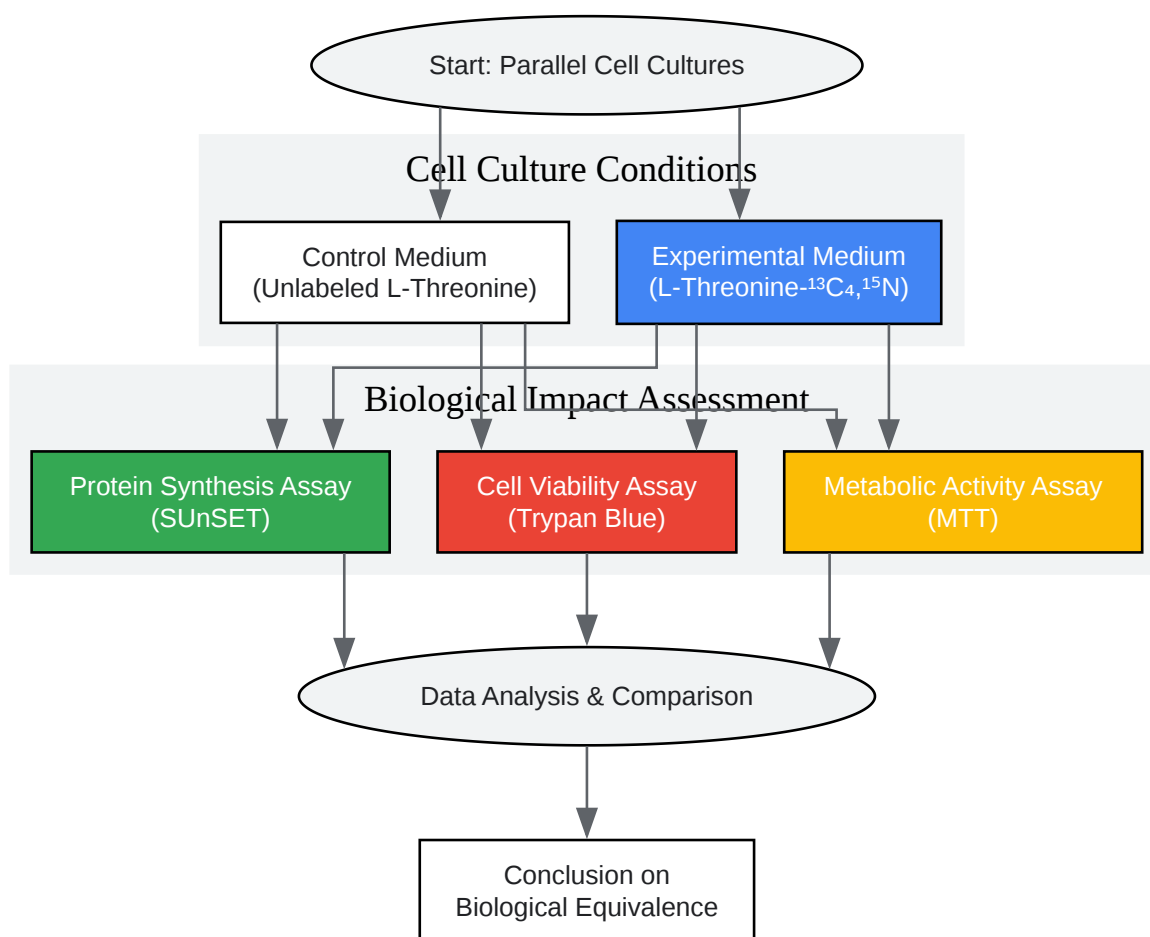 Start: Parallel Cell Cultures
Cell Culture Conditions
Control Medium
(Unlabeled L-Threonine)
Experimental Medium
(L-Threonine-¹³C₄,¹⁵N)
Biological Impact Assessment
Protein Synthesis Assay
(SUnSET)
Cell Viability Assay
(Trypan Blue)
Metabolic Activity Assay
(MTT)
Data Analysis & Comparison
Conclusion on
Biological Equivalence